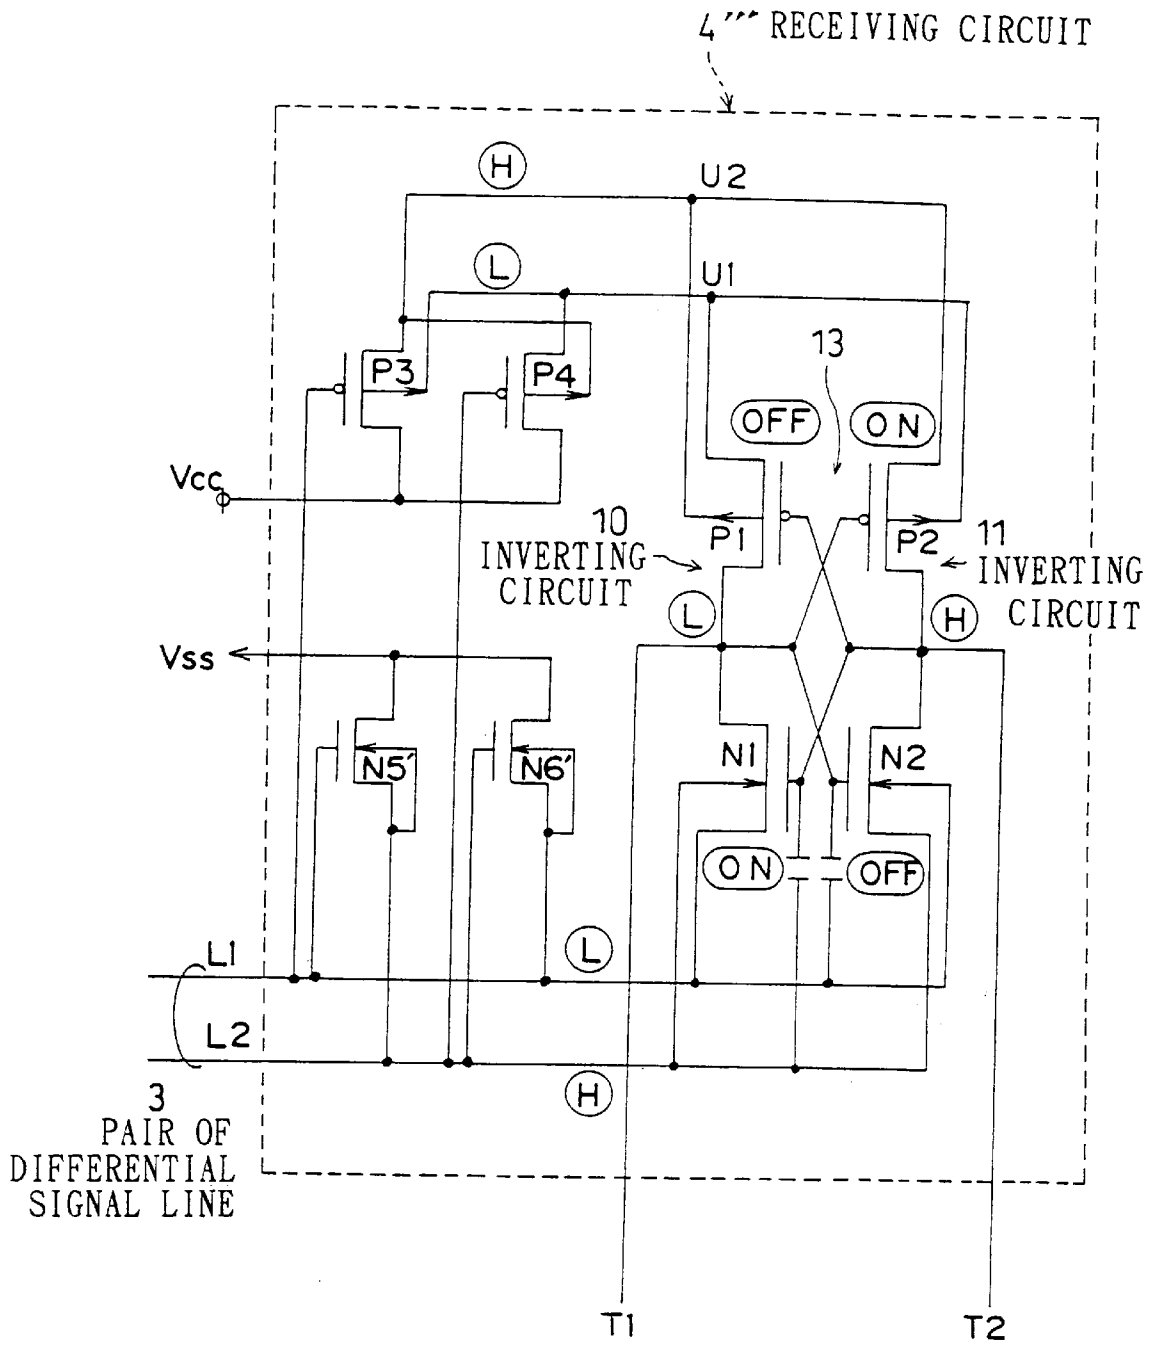 4''' RECEIVING CIRCUIT
H
U2
L
U1
13
P3
P4
OFF
ON
Vcc
10
INVERTING
CIRCUIT
P1
P2
11
INVERTING
CIRCUIT
L
H
Vss
N5'
N6'
N1
N2
ON
OFF
L1
L
L2
H
3
PAIR OF
DIFFERENTIAL
SIGNAL LINE
T1
T2